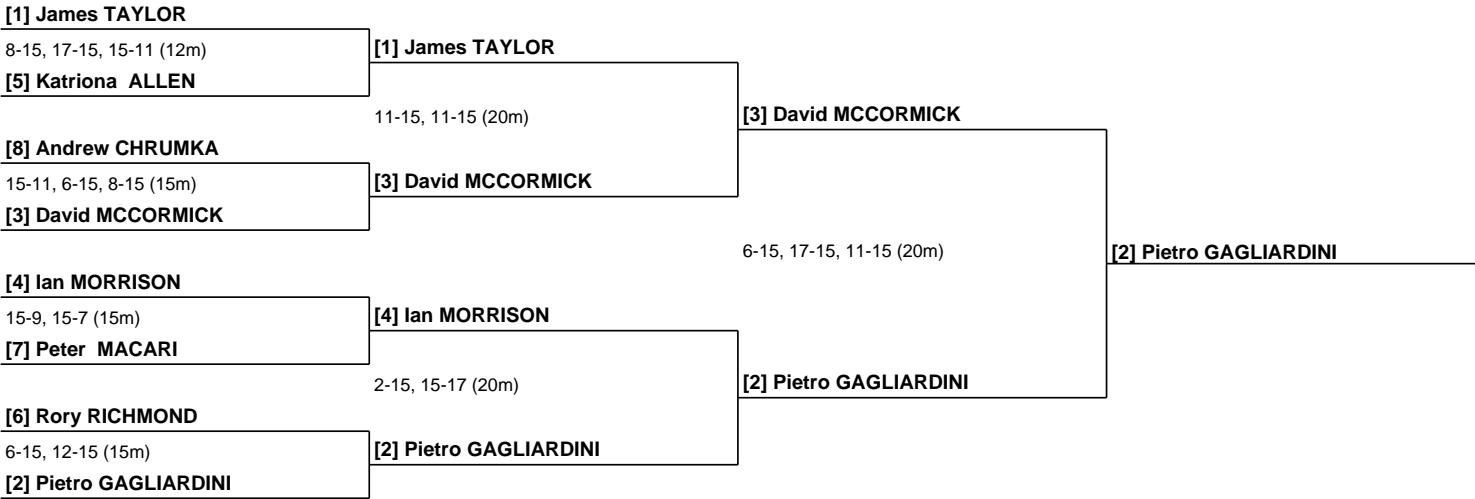 [1] James TAYLOR
8-15, 17-15, 15-11 (12m)
[5] Katriona  ALLEN
[8] Andrew CHRUMKA
15-11, 6-15, 8-15 (15m)
[3] David MCCORMICK
[4] Ian MORRISON
15-9, 15-7 (15m)
[7] Peter  MACARI
[6] Rory RICHMOND
6-15, 12-15 (15m)
[2] Pietro GAGLIARDINI
[1] James TAYLOR
11-15, 11-15 (20m)
[3] David MCCORMICK
[4] Ian MORRISON
2-15, 15-17 (20m)
[2] Pietro GAGLIARDINI
[3] David MCCORMICK
6-15, 17-15, 11-15 (20m)
[2] Pietro GAGLIARDINI
[2] Pietro GAGLIARDINI